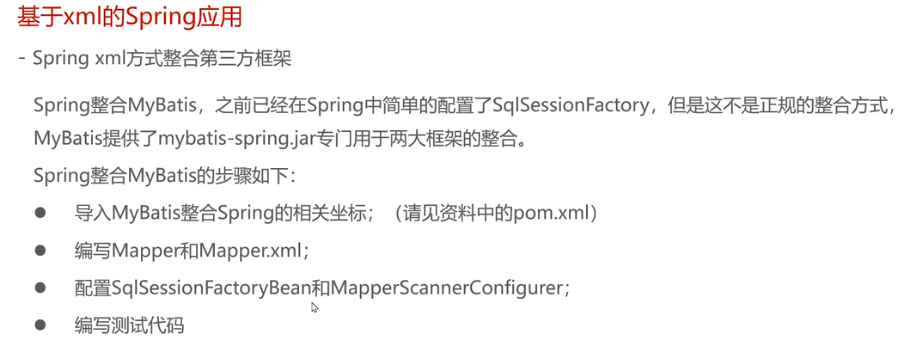 基于xml的Spring应用
- Spring xml方式整合第三方框架
Spring整合MyBatis，之前已经在Spring中简单的配置了SqlSessionFactory，但是这不是正规的整合方式，
MyBatis提供了mybatis-spring.jar专门用于两大框架的整合。
Spring整合MyBatis的步骤如下：
● 导入MyBatis整合Spring的相关坐标；（请见资料中的pom.xml）
● 编写Mapper和Mapper.xml；
● 配置SqlSessionFactoryBean和MapperScannerConfigurer；
● 编写测试代码